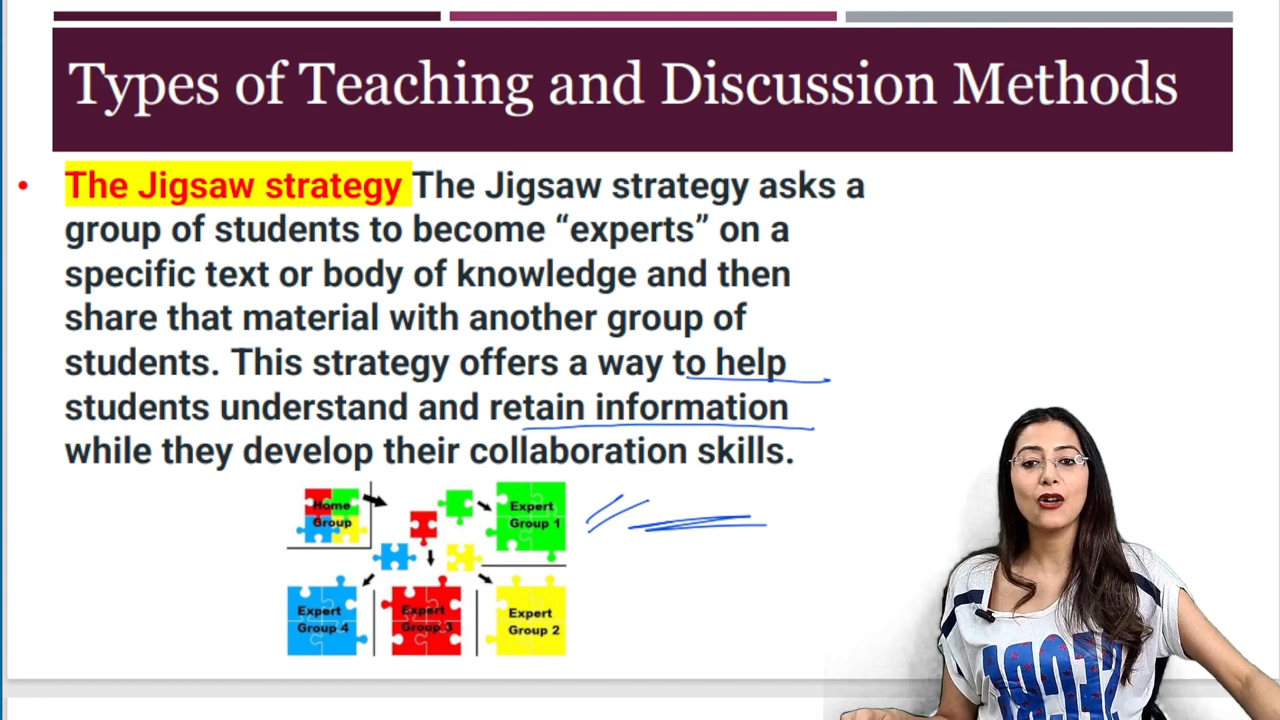 Types of Teaching and Discussion Methods
• The Jigsaw strategy The Jigsaw strategy asks a
group of students to become “experts” on a
specific text or body of knowledge and then
share that material with another group of
students. This strategy offers a way to help
students understand and retain information
while they develop their collaboration skills.
Home
Group
Expert
Group 1
Expert
Group 4
Expert
Group 3
Expert
Group 2